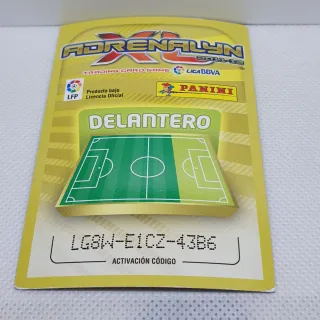 ADRENALYN
XL
TRADING CARD GAME
Liga BBVA
LFP
Producto bajo
Licencia Oficial
PANINI
DELANTERO
LG8W-E1CZ-43B6
ACTIVACIÓN CÓDIGO